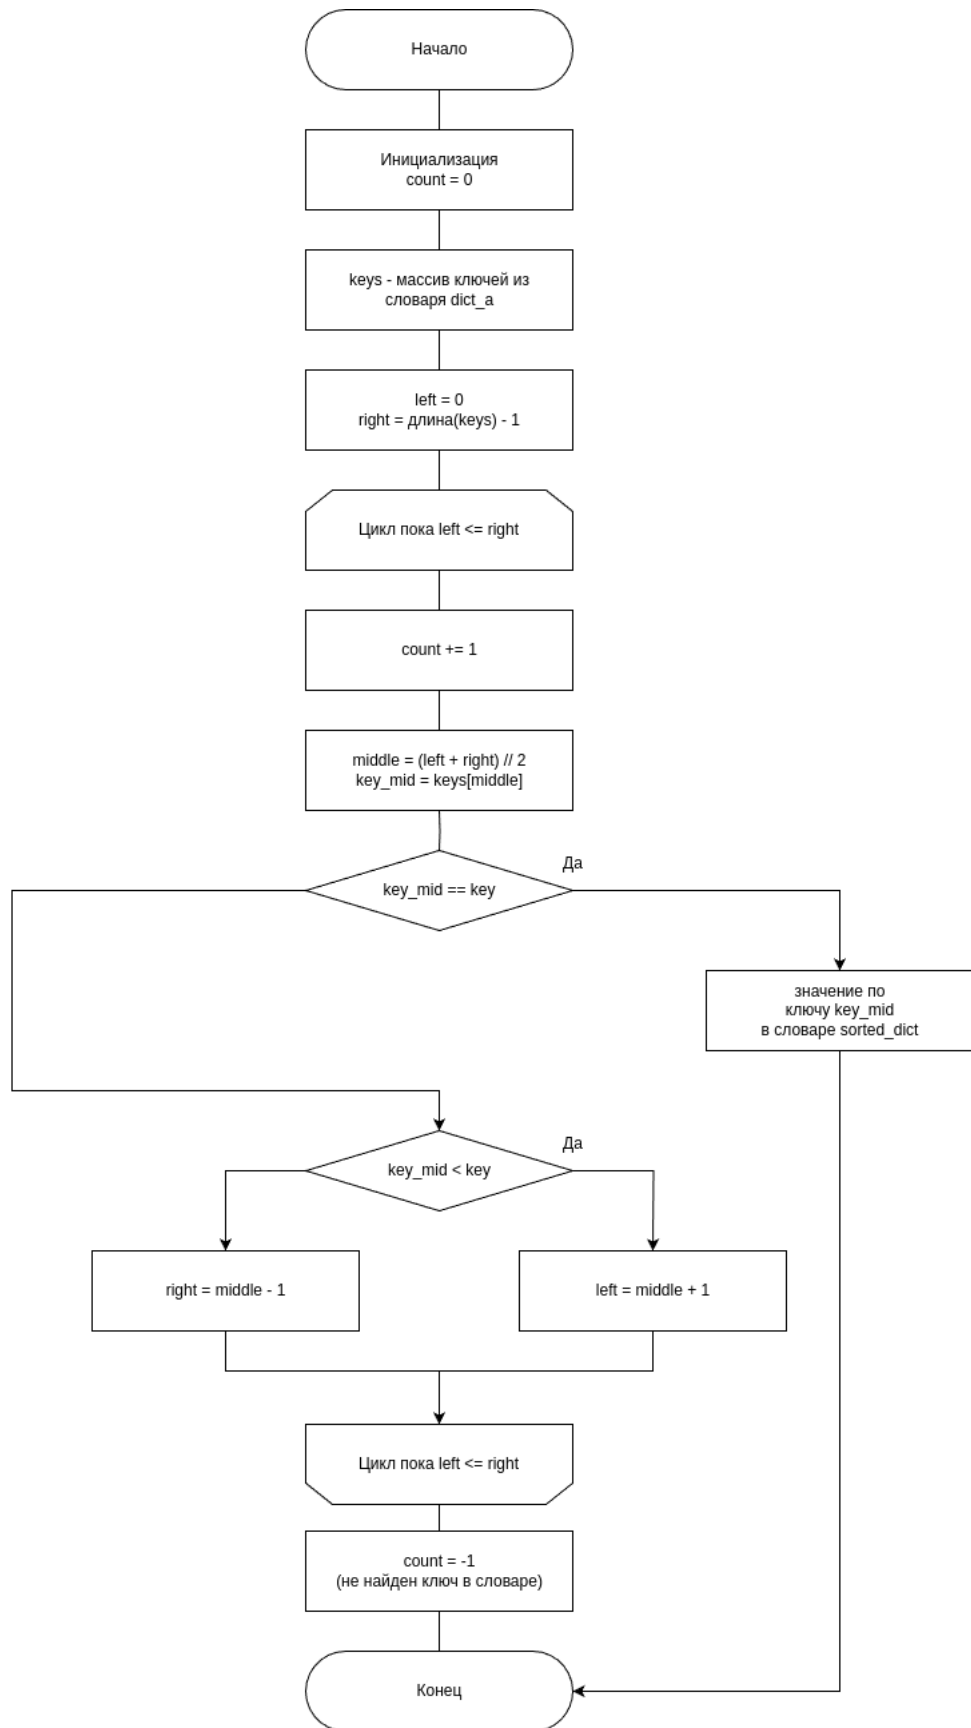 Начало
Инициализация
count = 0
keys - массив ключей из
словаря dict_a
left = 0
right = длина(keys) - 1
Цикл пока left <= right
count += 1
middle = (left + right) // 2
key_mid = keys[middle]
Да
key_mid == key
значение по
ключу key_mid
в словаре sorted_dict
Да
key_mid < key
right = middle - 1
left = middle + 1
Цикл пока left <= right
count = -1
(не найден ключ в словаре)
Конец